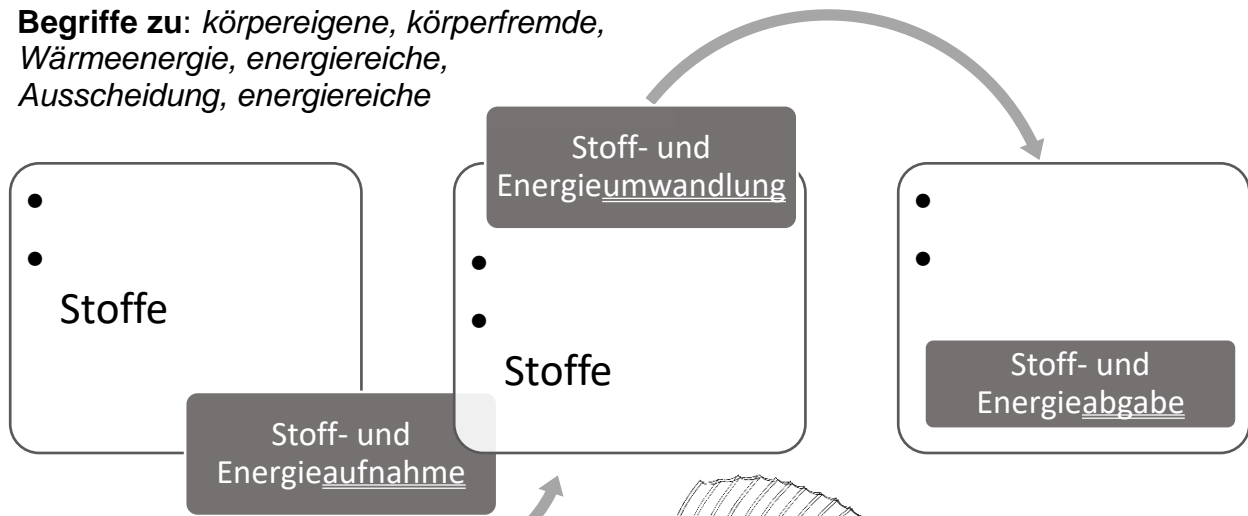 Begriffe zu: körpereigene, körperfremde,
Wärmeenergie, energiereiche,
Ausscheidung, energiereiche
•
•
Stoffe
Stoff- und
Energieaufnahme
Stoff- und
Energieumwandlung
•
•
Stoffe
•
•
Stoff- und
Energieabgabe